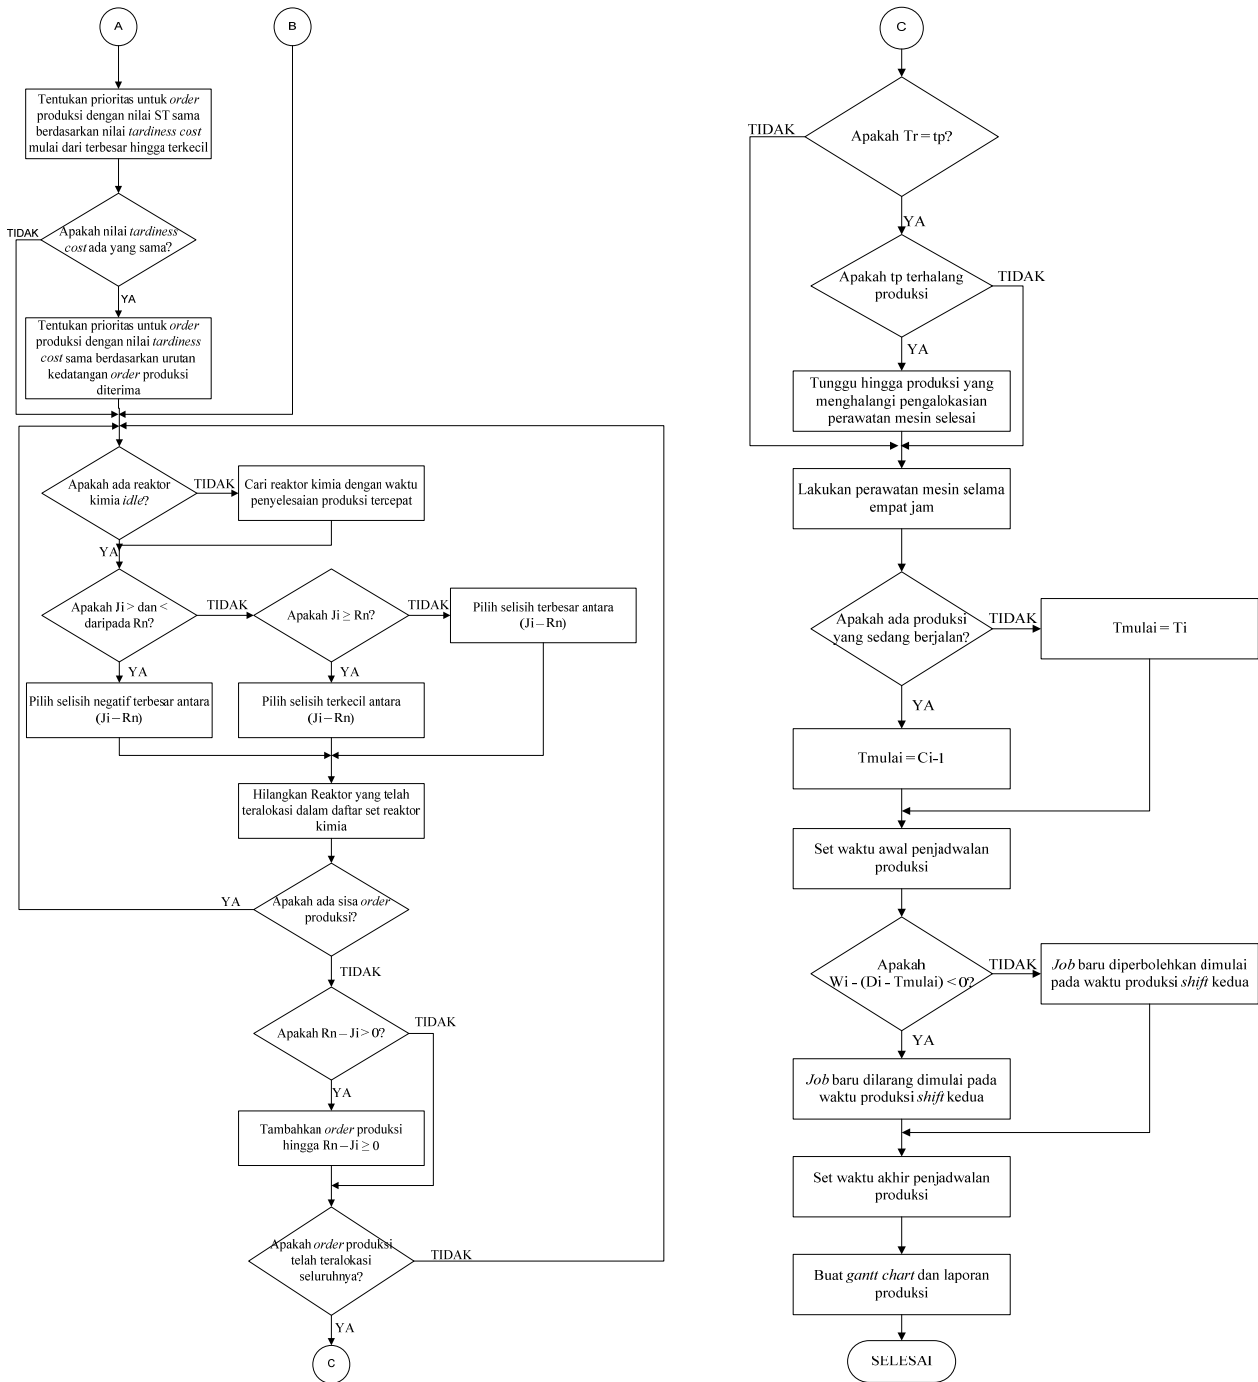 A
B
Tentukan prioritas untuk order
produksi dengan nilai ST sama
berdasarkan nilai tardiness cost
mulai dari terbesar hingga terkecil
Apakah nilai tardiness
cost ada yang sama?
TIDAK
YA
Tentukan prioritas untuk order
produksi dengan nilai tardiness
cost sama berdasarkan urutan
kedatangan order produksi
diterima
Apakah ada reaktor
kimia idle?
TIDAK
Cari reaktor kimia dengan waktu
penyelesaian produksi tercepat
YA
Apakah Ji > dan <
daripada Rn?
TIDAK
Apakah Ji ≥ Rn?
TIDAK
Pilih selisih terbesar antara
(Ji – Rn)
YA
YA
Pilih selisih negatif terbesar antara
(Ji – Rn)
Pilih selisih terkecil antara
(Ji – Rn)
Hilangkan Reaktor yang telah
teralokasi dalam daftar set reaktor
kimia
YA
Apakah ada sisa order
produksi?
TIDAK
Apakah Rn – Ji > 0?
TIDAK
YA
Tambahkan order produksi
hingga Rn – Ji ≥ 0
Apakah order produksi
telah teralokasi
seluruhnya?
TIDAK
YA
C
C
TIDAK
Apakah Tr = tp?
YA
Apakah tp terhalang
produksi
TIDAK
YA
Tunggu hingga produksi yang
menghalangi pengalokasian
perawatan mesin selesai
Lakukan perawatan mesin selama
empat jam
Apakah ada produksi
yang sedang berjalan?
TIDAK
Tmulai = Ti
YA
Tmulai = Ci-1
Set waktu awal penjadwalan
produksi
Apakah
Wi - (Di - Tmulai) < 0?
TIDAK
Job baru diperbolehkan dimulai
pada waktu produksi shift kedua
YA
Job baru dilarang dimulai pada
waktu produksi shift kedua
Set waktu akhir penjadwalan
produksi
Buat gantt chart dan laporan
produksi
SELESAI